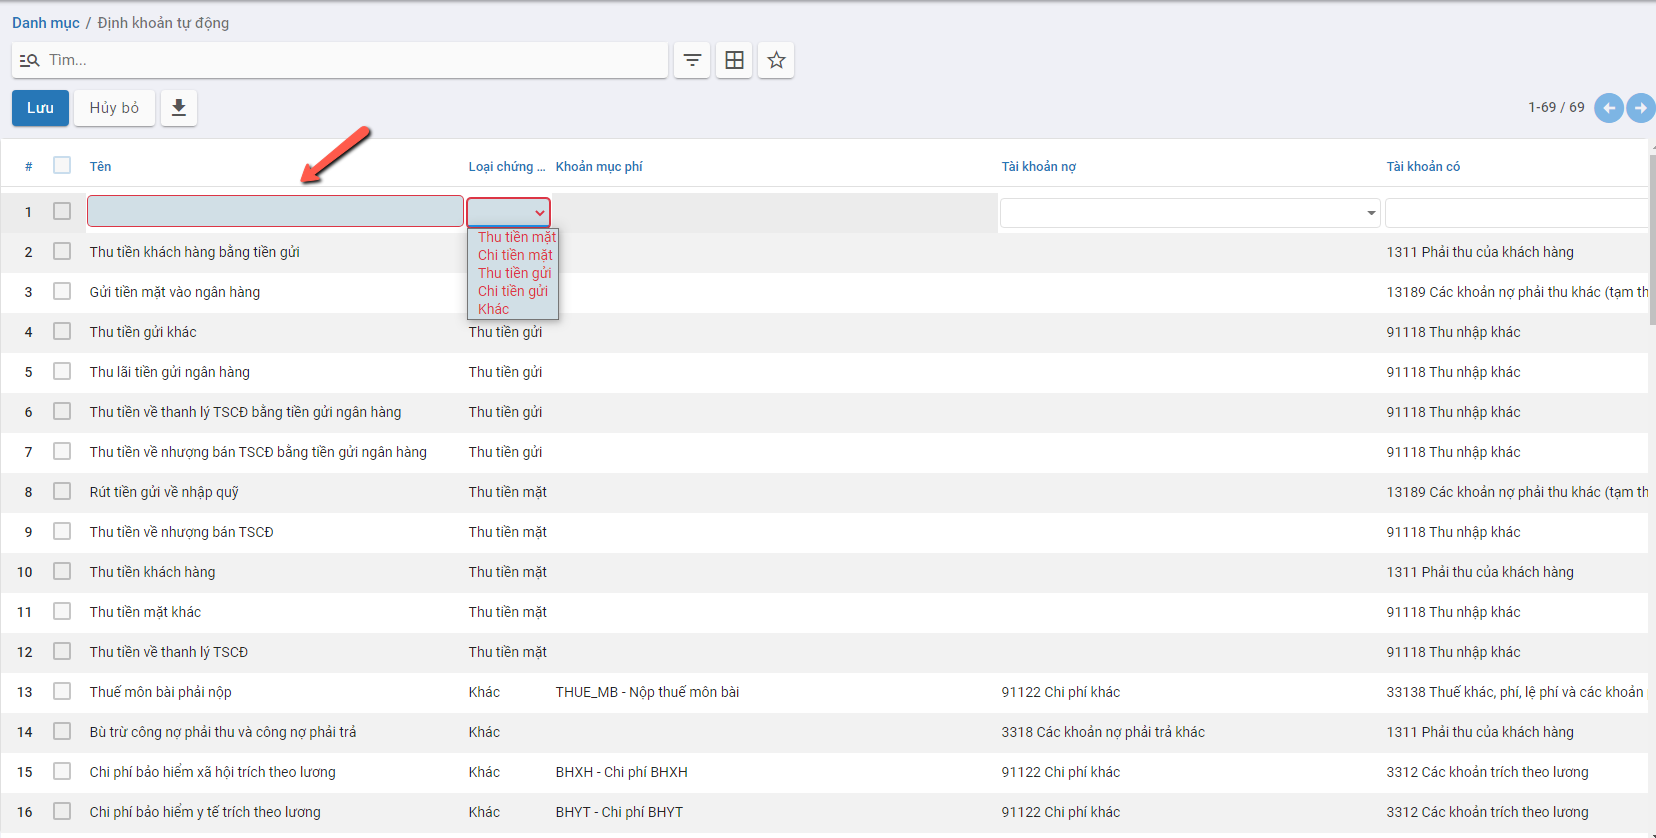 Danh mục / Định khoản tự động
Tìm...
Lưu Hủy bỏ 1-69 / 69
# Tên Loại chứng ... Khoản mục phí Tài khoản nợ Tài khoản có
1
Thu tiền mặt
Chi tiền mặt
Thu tiền gửi
Chi tiền gửi
Khác
2 Thu tiền khách hàng bằng tiền gửi 1311 Phải thu của khách hàng
3 Gửi tiền mặt vào ngân hàng 13189 Các khoản nợ phải thu khác (tạm th
4 Thu tiền gửi khác Thu tiền gửi 91118 Thu nhập khác
5 Thu lãi tiền gửi ngân hàng Thu tiền gửi 91118 Thu nhập khác
6 Thu tiền về thanh lý TSCĐ bằng tiền gửi ngân hàng Thu tiền gửi 91118 Thu nhập khác
7 Thu tiền về nhượng bán TSCĐ bằng tiền gửi ngân hàng Thu tiền gửi 91118 Thu nhập khác
8 Rút tiền gửi về nhập quỹ Thu tiền mặt 13189 Các khoản nợ phải thu khác (tạm th
9 Thu tiền về nhượng bán TSCĐ Thu tiền mặt 91118 Thu nhập khác
10 Thu tiền khách hàng Thu tiền mặt 1311 Phải thu của khách hàng
11 Thu tiền mặt khác Thu tiền mặt 91118 Thu nhập khác
12 Thu tiền về thanh lý TSCĐ Thu tiền mặt 91118 Thu nhập khác
13 Thuế môn bài phải nộp Khác THUE_MB - Nộp thuế môn bài 91122 Chi phí khác 33138 Thuế khác, phí, lệ phí và các khoản
14 Bù trừ công nợ phải thu và công nợ phải trả Khác 3318 Các khoản nợ phải trả khác 1311 Phải thu của khách hàng
15 Chi phí bảo hiểm xã hội trích theo lương Khác BHXH - Chi phí BHXH 91122 Chi phí khác 3312 Các khoản trích theo lương
16 Chi phí bảo hiểm y tế trích theo lương Khác BHYT - Chi phí BHYT 91122 Chi phí khác 3312 Các khoản trích theo lương